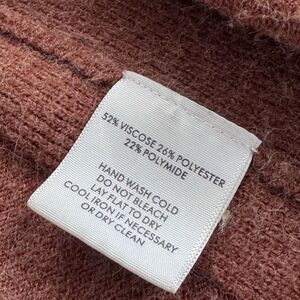 52% VISCOSE 26% POLYESTER
22% POLYMIDE
HAND WASH COLD
DO NOT BLEACH
LAY FLAT TO DRY
COOL IRON IF NECESSARY
OR DRY CLEAN